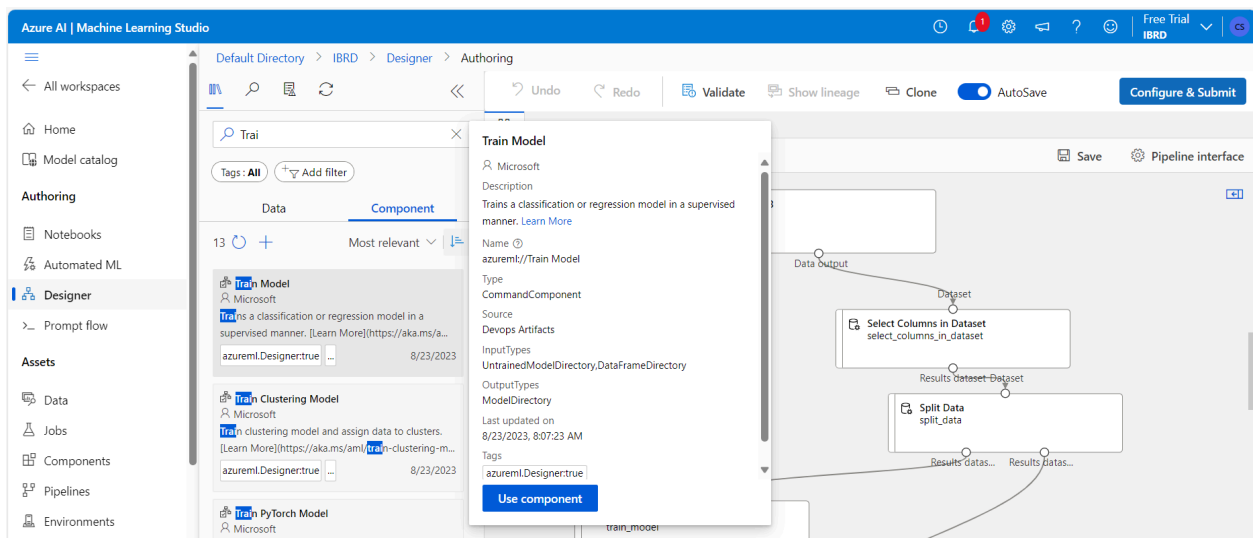 Azure AI | Machine Learning Studio
1
Free Trial
IBRD
CS
All workspaces
Home
Model catalog
Authoring
Notebooks
Automated ML
Designer
Prompt flow
Assets
Data
Jobs
Components
Pipelines
Environments
Default Directory > IBRD > Designer > Authoring
Undo
Redo
Validate
Show lineage
Clone
AutoSave
Configure & Submit
Trai
Tags : All
Add filter
Data
Component
13
Most relevant
Train Model
Microsoft
Trains a classification or regression model in a
supervised manner. [Learn More](https://aka.ms/a...
azureml.Designer:true
...
8/23/2023
Train Clustering Model
Microsoft
Train clustering model and assign data to clusters.
[Learn More](https://aka.ms/aml/train-clustering-m...
azureml.Designer:true
...
8/23/2023
Train PyTorch Model
Microsoft
Train Model
Microsoft
Description
Trains a classification or regression model in a supervised
manner. Learn More
Name
azureml://Train Model
Type
CommandComponent
Source
Devops Artifacts
InputTypes
UntrainedModelDirectory,DataFrameDirectory
OutputTypes
ModelDirectory
Last updated on
8/23/2023, 8:07:23 AM
Tags
azureml.Designer:true
Use component
Save
Pipeline interface
Data output
Dataset
Select Columns in Dataset
select_columns_in_dataset
Results dataset
Dataset
Split Data
split_data
Results datas...
Results datas...
train_model